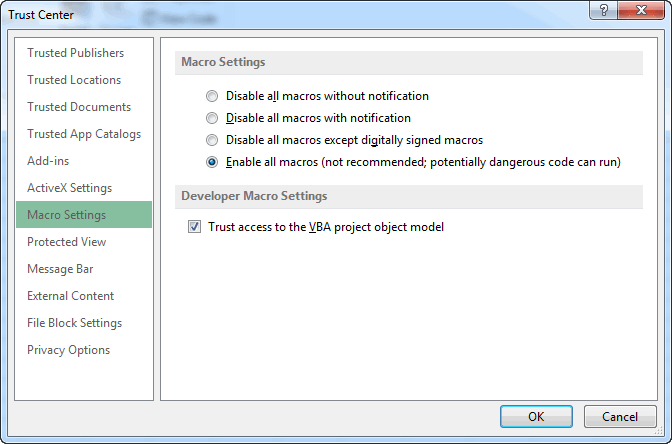 Trust Center
View Code
Trusted Publishers
Trusted Locations
Trusted Documents
Trusted App Catalogs
Add-ins
ActiveX Settings
Macro Settings
Protected View
Message Bar
External Content
File Block Settings
Privacy Options
Macro Settings
Disable all macros without notification
Disable all macros with notification
Disable all macros except digitally signed macros
Enable all macros (not recommended; potentially dangerous code can run)
Developer Macro Settings
Trust access to the VBA project object model
OK
Cancel